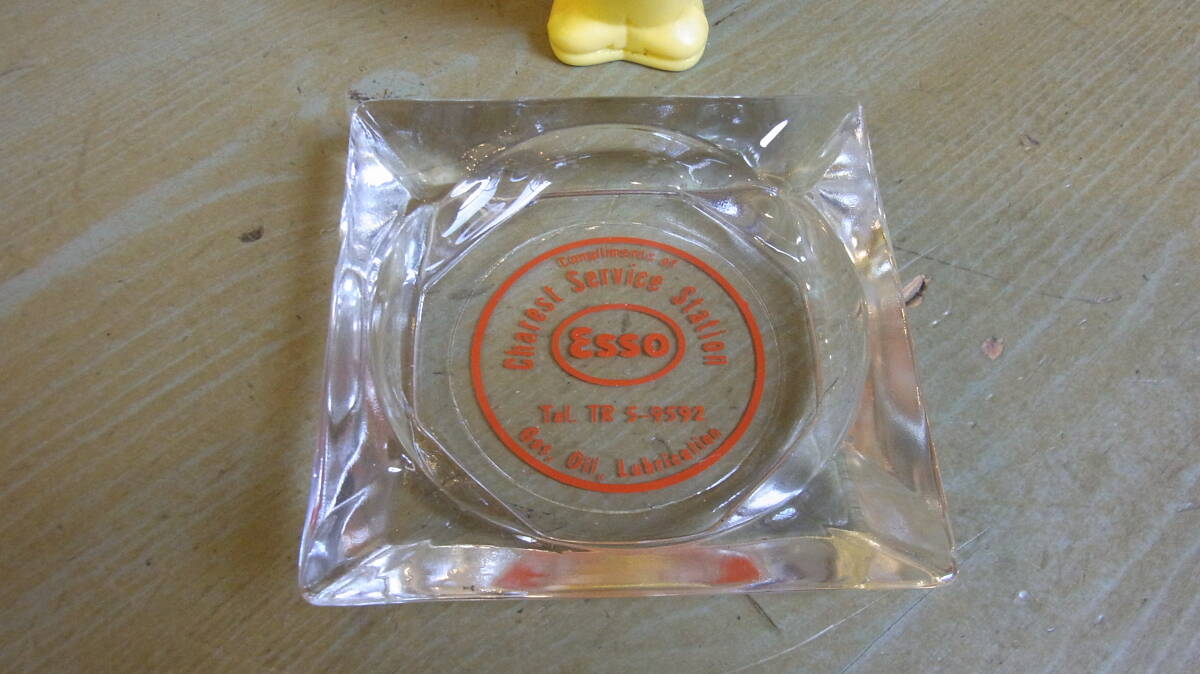 Compliments of
Charest Service Station
Esso
Tel. TR 5-9592
Gas, Oil, Lubrication